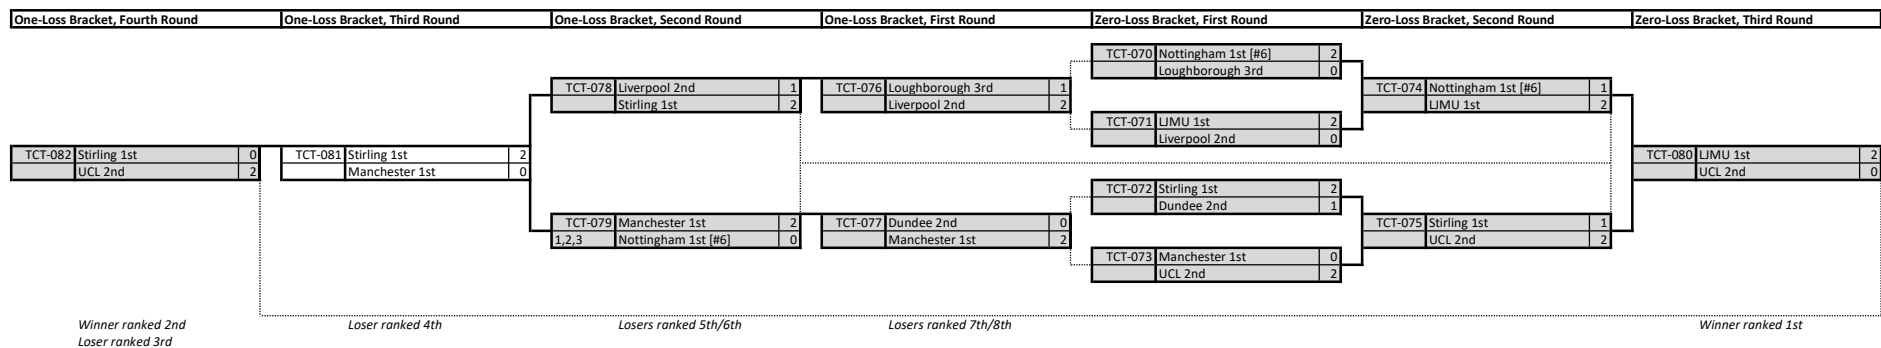 One-Loss Bracket, Fourth Round One-Loss Bracket, Third Round One-Loss Bracket, Second Round One-Loss Bracket, First Round Zero-Loss Bracket, First Round Zero-Loss Bracket, Second Round Zero-Loss Bracket, Third Round
TCT-070 Nottingham 1st [#6] 2
Loughborough 3rd 0
TCT-078 Liverpool 2nd 1 TCT-076 Loughborough 3rd 1 TCT-074 Nottingham 1st [#6] 1
Stirling 1st 2 Liverpool 2nd 2 LJMU 1st 2
TCT-071 LJMU 1st 2
Liverpool 2nd 0
TCT-082 Stirling 1st 0 TCT-081 Stirling 1st 2 TCT-080 LJMU 1st 2
UCL 2nd 2 Manchester 1st 0 UCL 2nd 0
TCT-072 Stirling 1st 2
Dundee 2nd 1
TCT-079 Manchester 1st 2 TCT-077 Dundee 2nd 0 TCT-075 Stirling 1st 1
1,2,3 Nottingham 1st [#6] 0 Manchester 1st 2 UCL 2nd 2
TCT-073 Manchester 1st 0
UCL 2nd 2
Winner ranked 2nd Loser ranked 4th Losers ranked 5th/6th Losers ranked 7th/8th Winner ranked 1st
Loser ranked 3rd